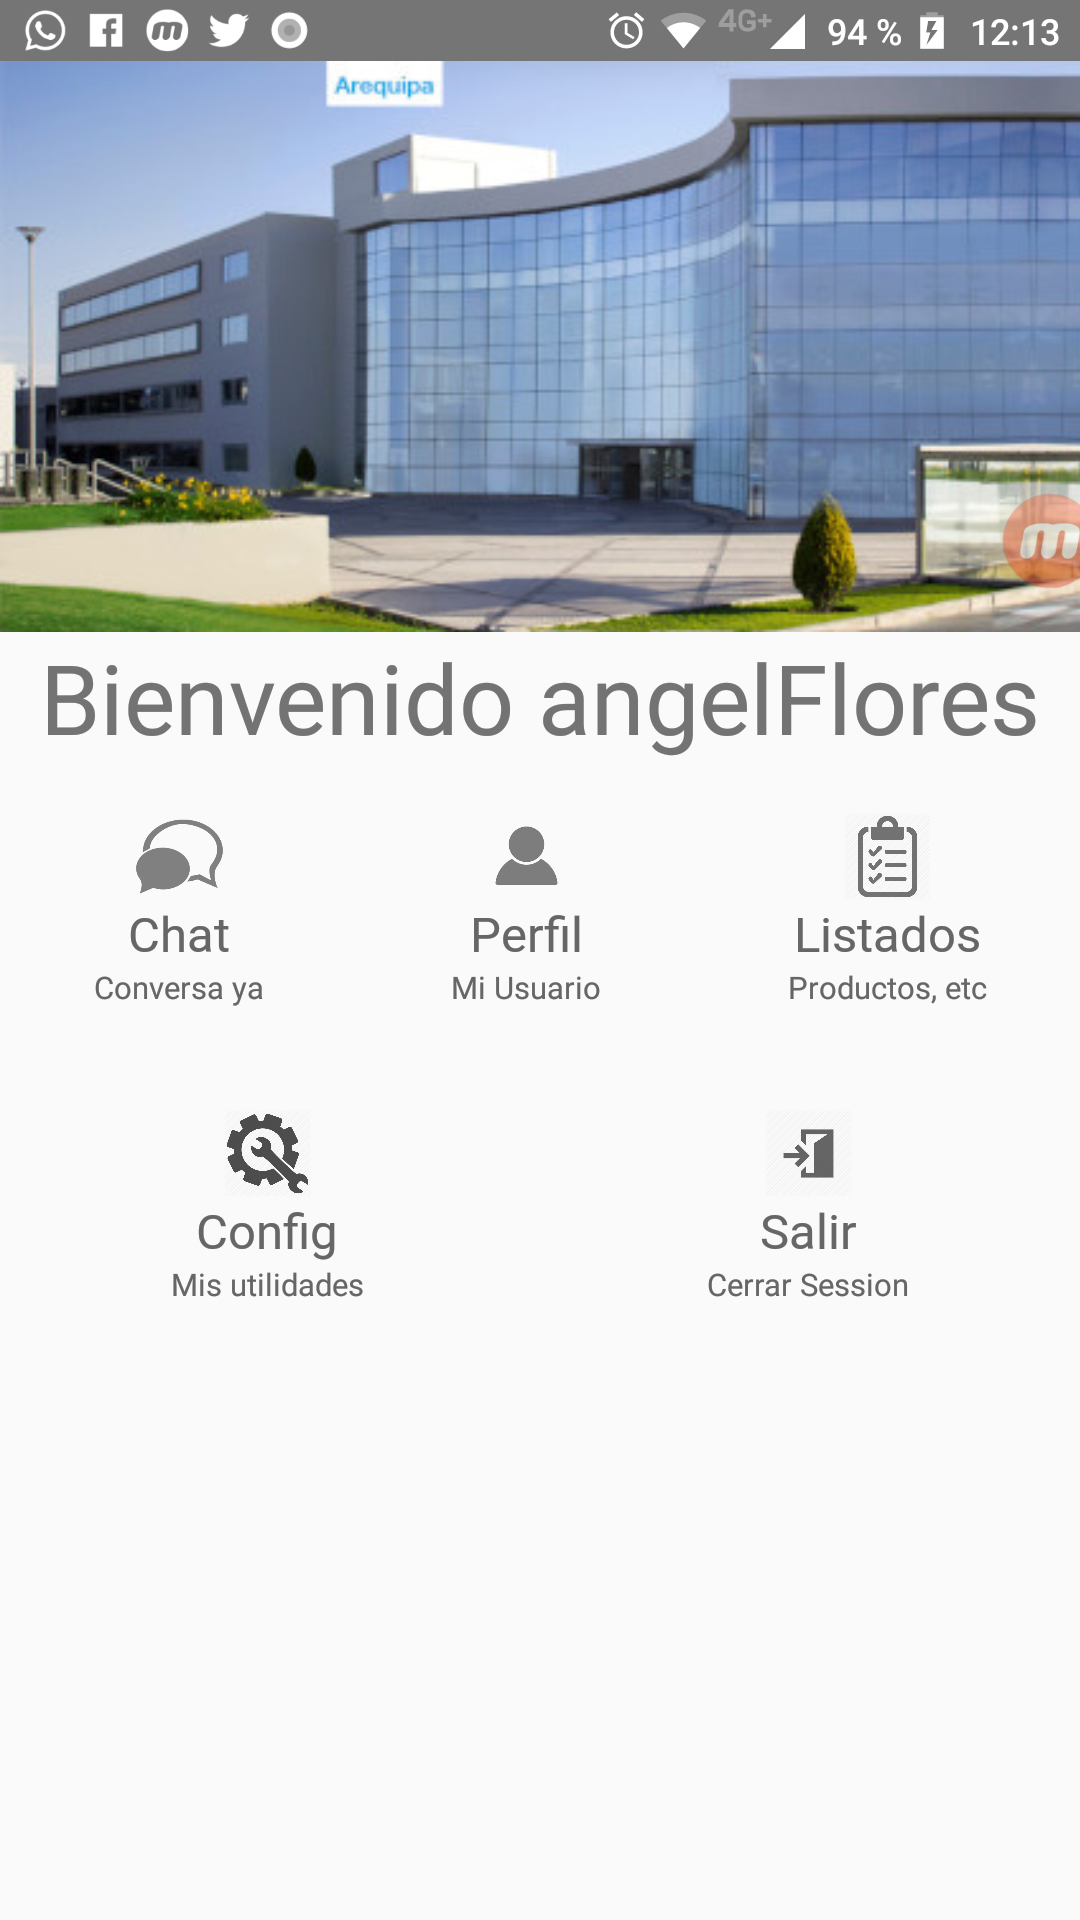 4G+ 94 % 12:13
Arequipa
m
Bienvenido angelFlores
Chat Perfil Listados
Conversa ya Mi Usuario Productos, etc
Config Salir
Mis utilidades Cerrar Session